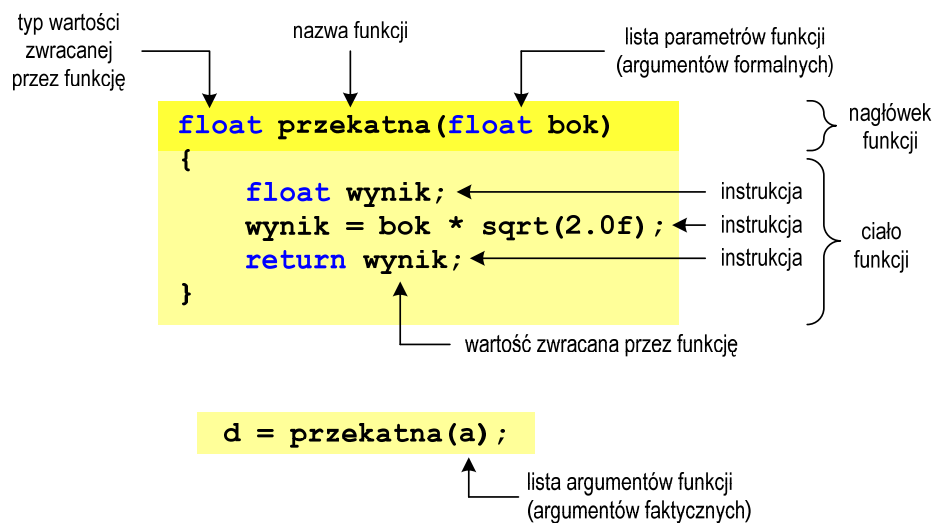 typ wartości
zwracanej
przez funkcję
nazwa funkcji
lista parametrów funkcji
(argumentów formalnych)
float przekatna(float bok)
nagłówek
funkcji
{
float wynik;
instrukcja
wynik = bok * sqrt(2.0f);
instrukcja
return wynik;
instrukcja
}
ciało
funkcji
wartość zwracana przez funkcję
d = przekatna(a);
lista argumentów funkcji
(argumentów faktycznych)